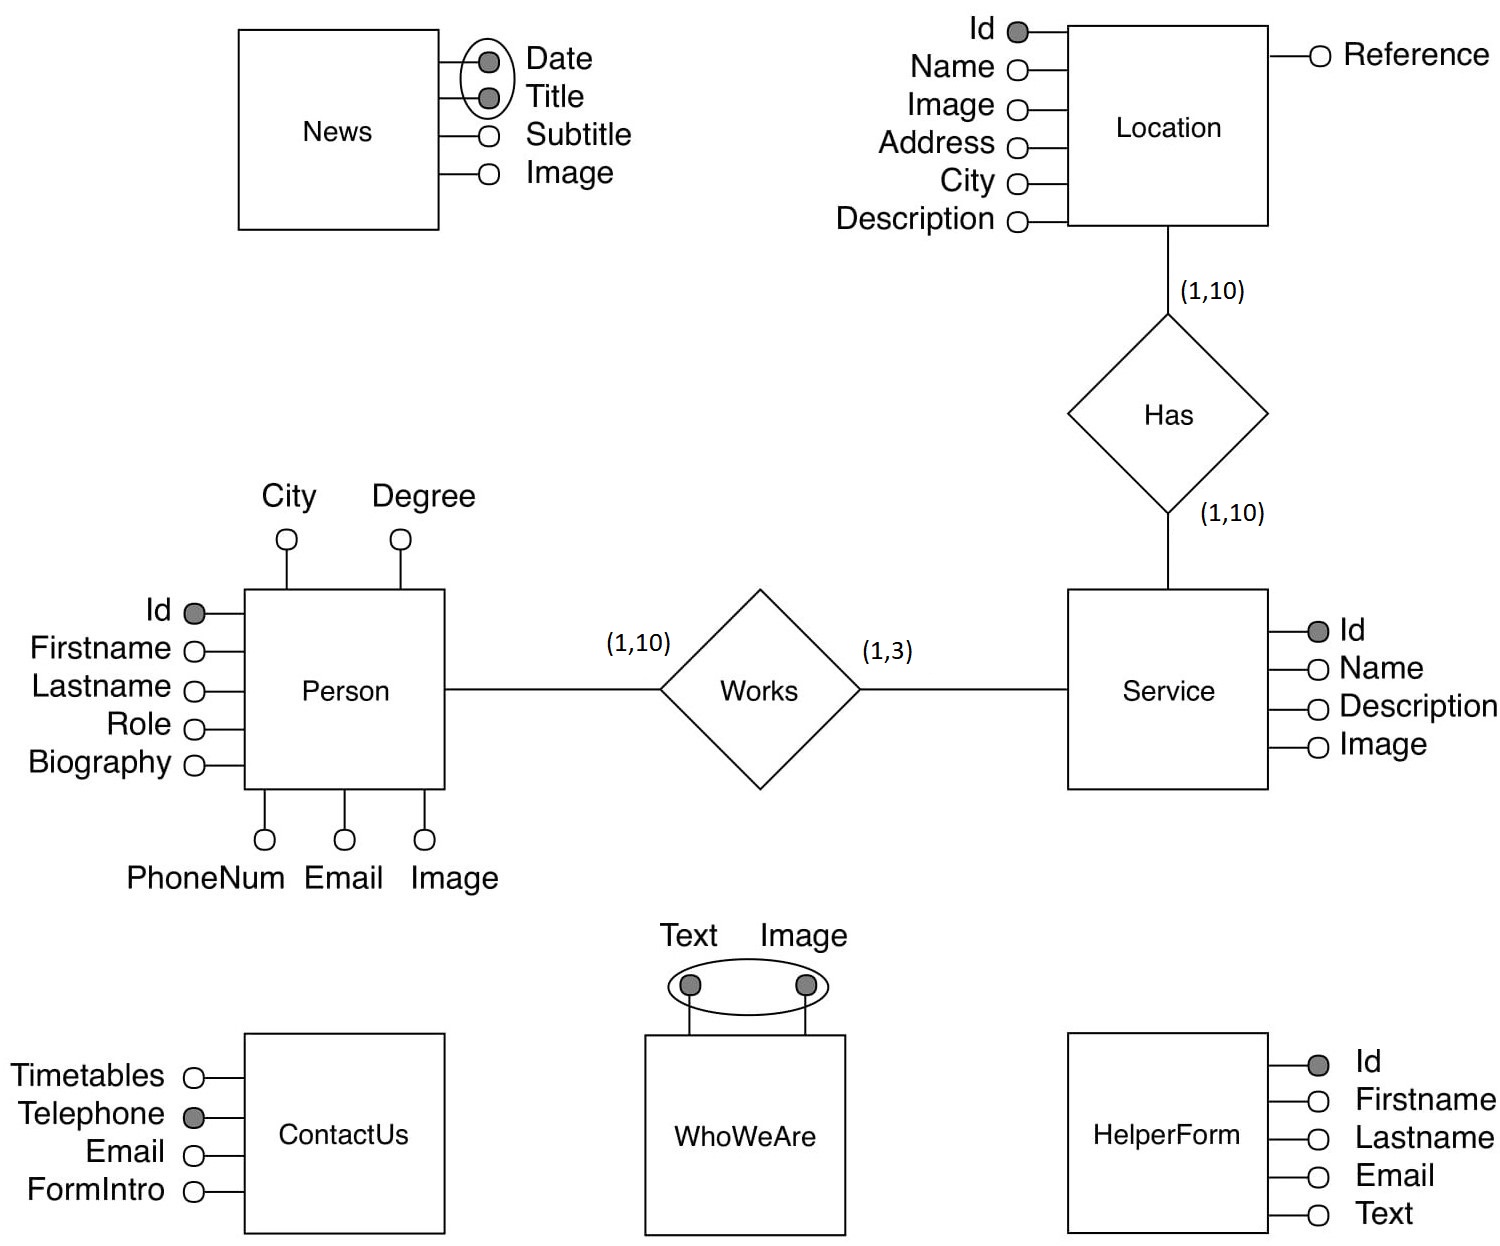 News
Date
Title
Subtitle
Image
Id
Name
Image
Address
City
Description
Location
Reference
(1,10)
Has
(1,10)
City
Degree
Id
Firstname
Lastname
Role
Biography
Person
PhoneNum
Email
Image
(1,10)
Works
(1,3)
Service
Id
Name
Description
Image
Timetables
Telephone
Email
FormIntro
ContactUs
Text
Image
WhoWeAre
HelperForm
Id
Firstname
Lastname
Email
Text